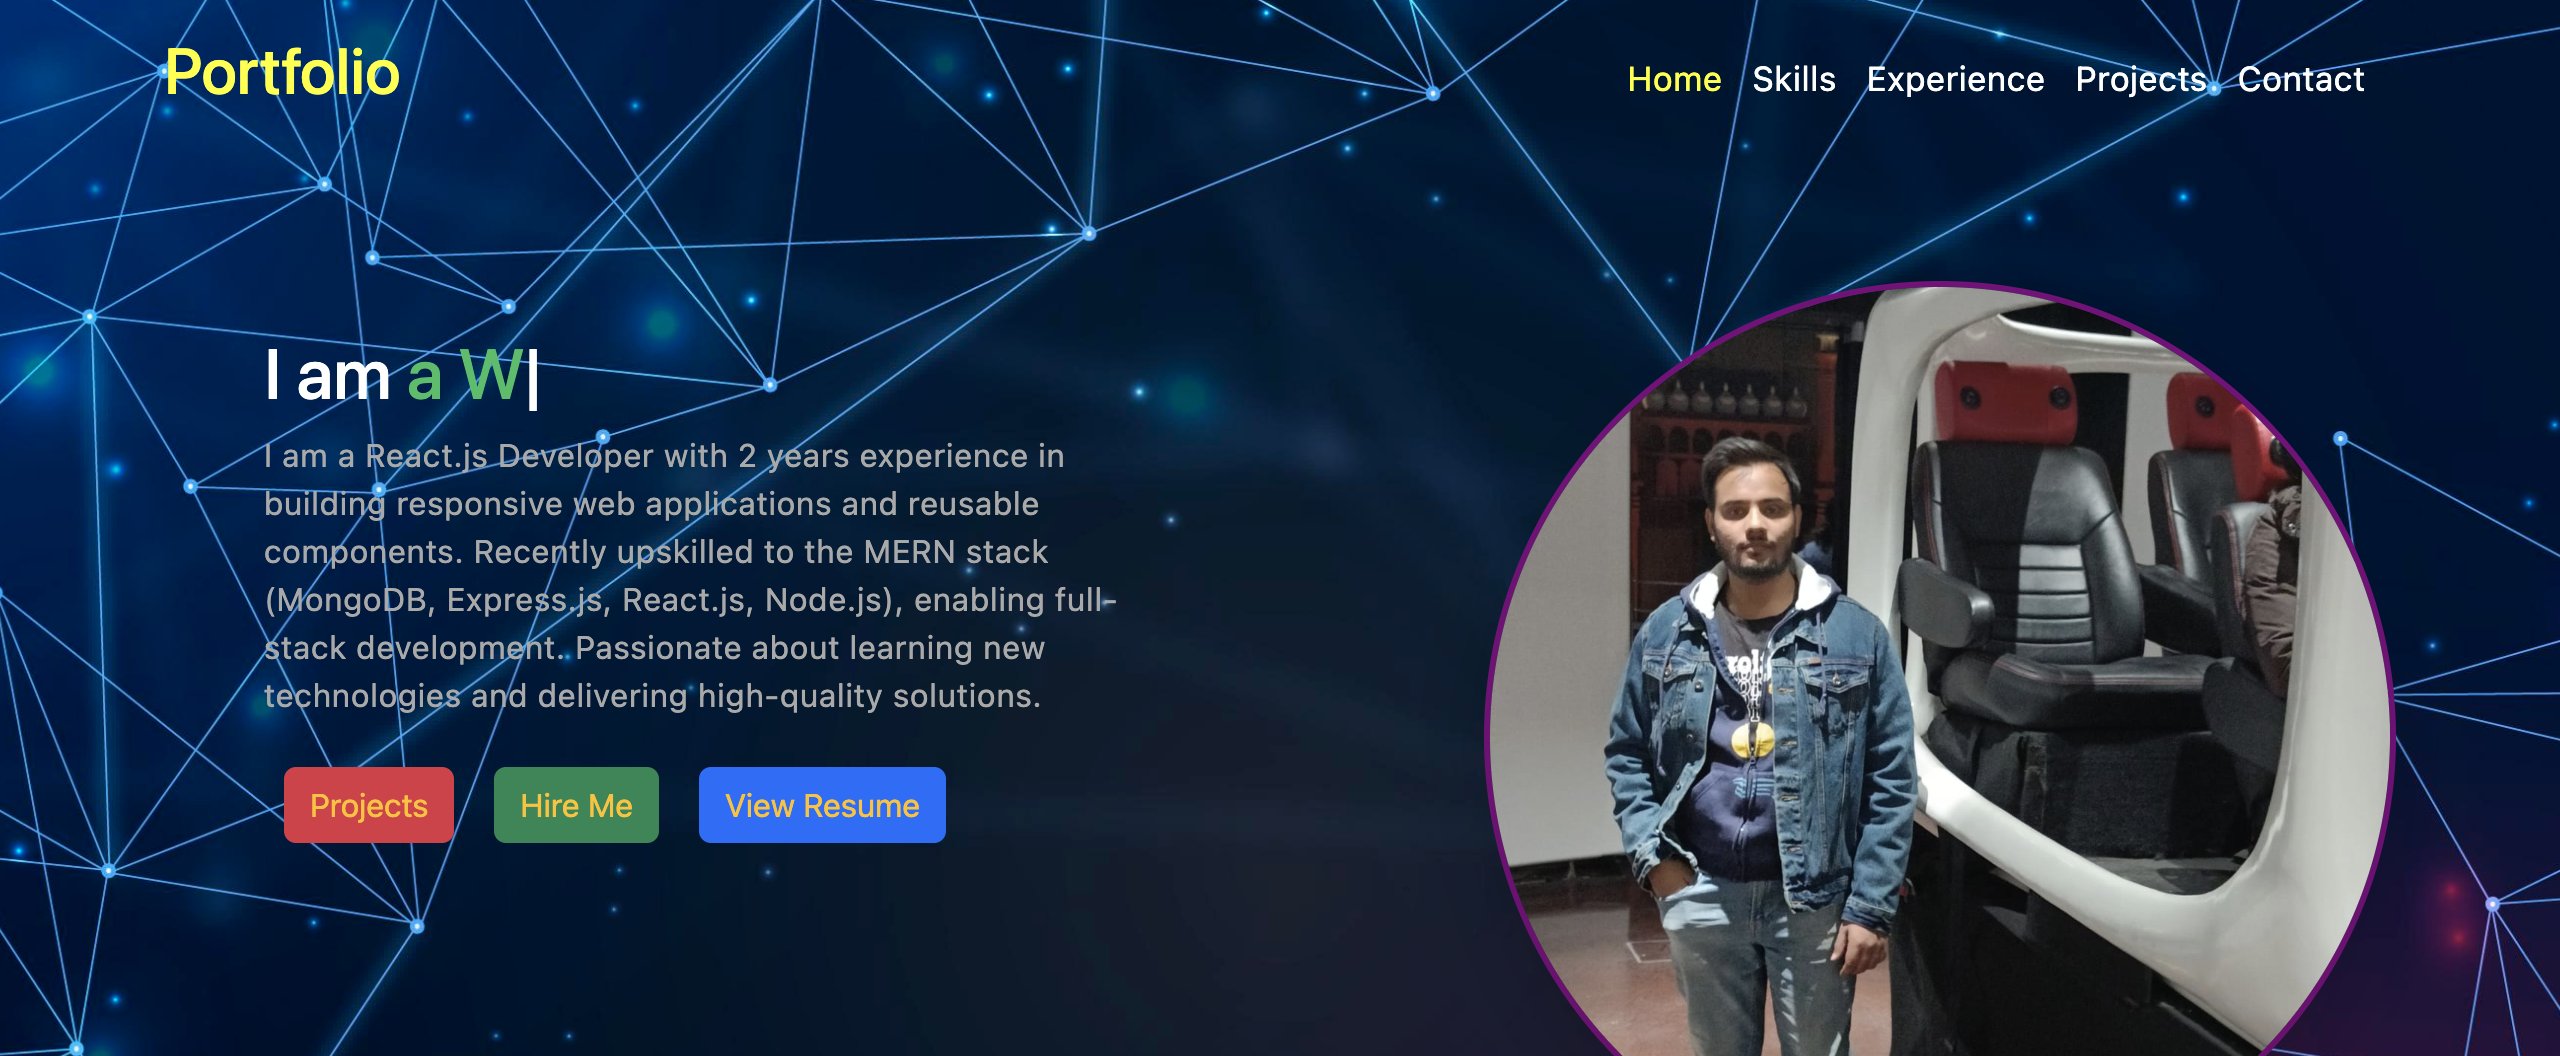 Portfolio
Home Skills Experience Projects Contact
I am a W|
I am a React.js Developer with 2 years experience in
building responsive web applications and reusable
components. Recently upskilled to the MERN stack
(MongoDB, Express.js, React.js, Node.js), enabling full-
stack development. Passionate about learning new
technologies and delivering high-quality solutions.
Projects Hire Me View Resume